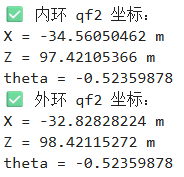 ✅ 内环 qf2 坐标：
X = -34.56050462 m
Z = 97.42105366 m
theta = -0.52359878
✅ 外环 qf2 坐标：
X = -32.82828224 m
Z = 98.42115272 m
theta = -0.52359878